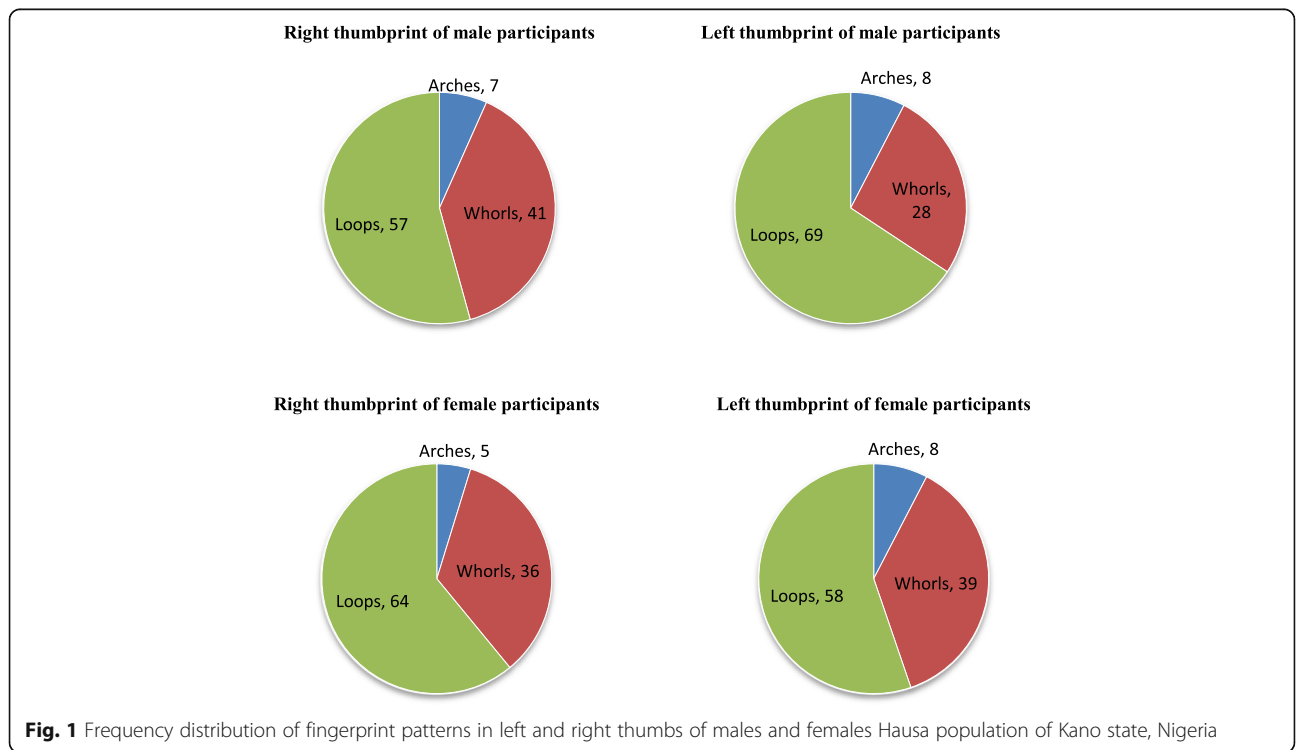 Right thumbprint of male participants
Arches, 7
Whorls, 41
Loops, 57
Left thumbprint of male participants
Arches, 8
Whorls,
28
Loops, 69
Right thumbprint of female participants
Arches, 5
Whorls, 36
Loops, 64
Left thumbprint of female participants
Arches, 8
Whorls, 39
Loops, 58
Fig. 1 Frequency distribution of fingerprint patterns in left and right thumbs of males and females Hausa population of Kano state, Nigeria